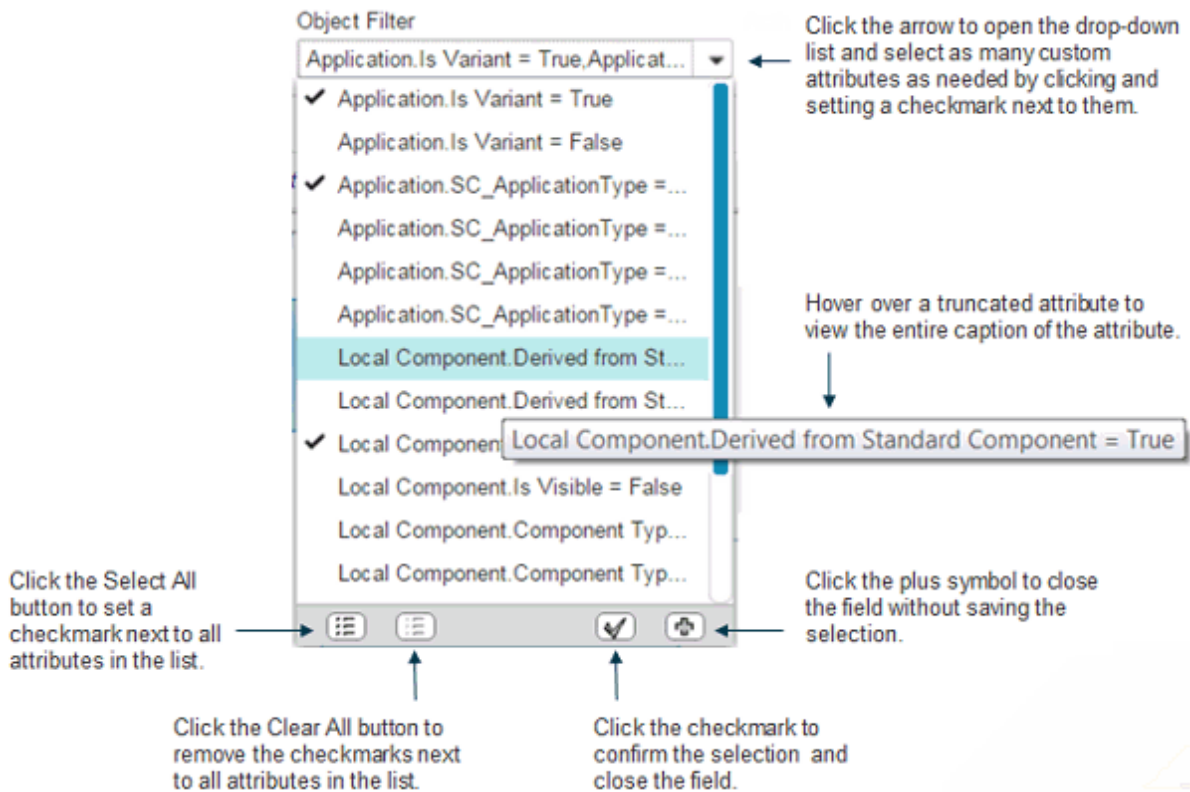 Object Filter
Application.Is Variant = True,Applicat...
Click the arrow to open the drop-down
list and select as many custom
attributes as needed by clicking and
setting a checkmark next to them.
Application.Is Variant = True
Application.Is Variant = False
Application.SC_ApplicationType =...
Application.SC_ApplicationType =...
Application.SC_ApplicationType =...
Application.SC_ApplicationType =...
Hover over a truncated attribute to
view the entire caption of the attribute.
Local Component.Derived from St...
Local Component.Derived from St...
Local Component
Local Component.Derived from Standard Component = True
Local Component.Is Visible = False
Local Component.Component Typ...
Local Component.Component Typ...
Click the Select All
button to set a
checkmark next to all
attributes in the list.
Click the plus symbol to close
the field without saving the
selection.
Click the Clear All button to
remove the checkmarks next
to all attributes in the list.
Click the checkmark to
confirm the selection and
close the field.